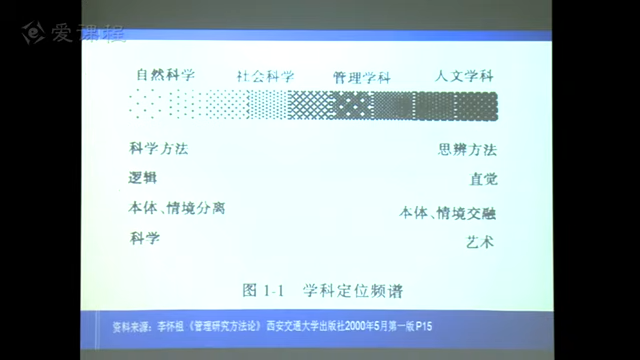 爱课程
自然科学 社会科学 管理学科 人文学科
科学方法 思辨方法
逻辑 直觉
本体、情境分离 本体、情境交融
科学 艺术
图 1-1 学科定位频谱
资料来源：李怀祖《管理研究方法论》西安交通大学出版社2000年5月第一版P15